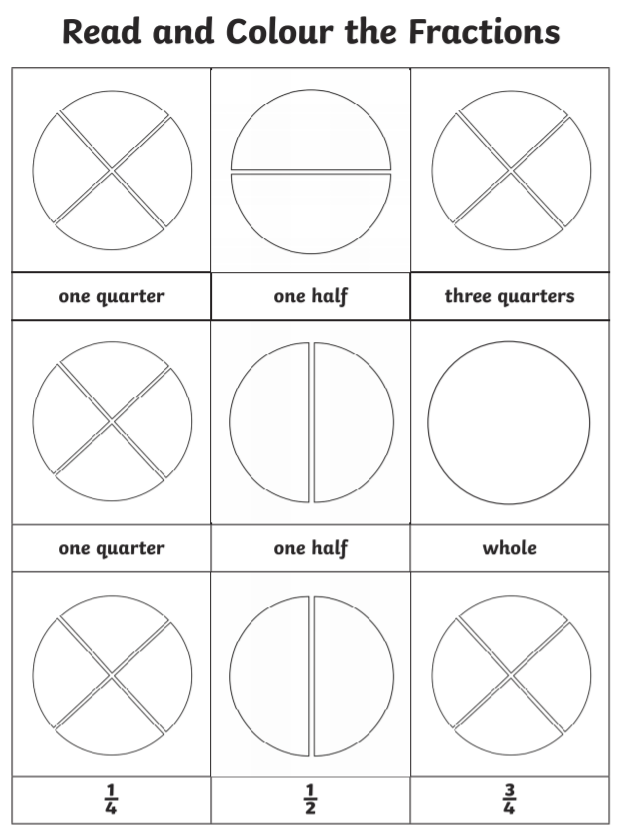 Read and Colour the Fractions
one quarter one half three quarters
one quarter one half whole
1/4 1/2 3/4